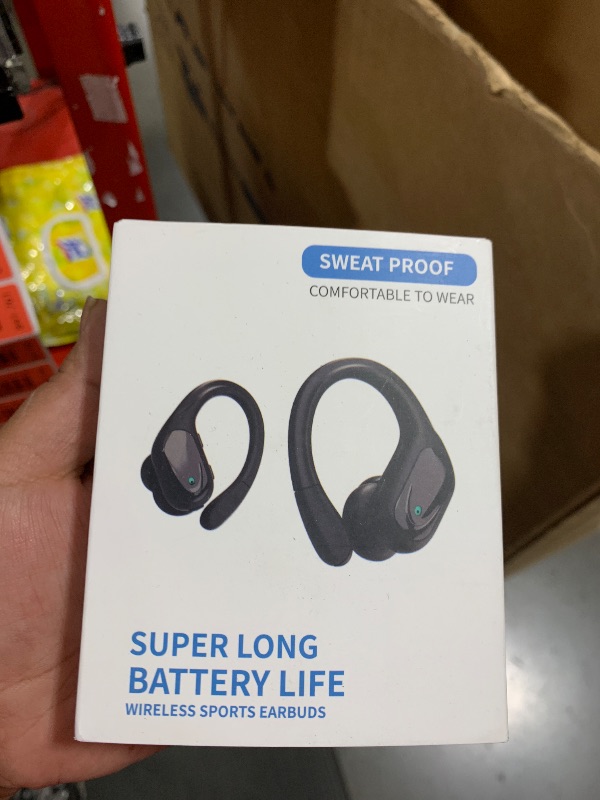 SWEAT PROOF
COMFORTABLE TO WEAR
SUPER LONG
BATTERY LIFE
WIRELESS SPORTS EARBUDS